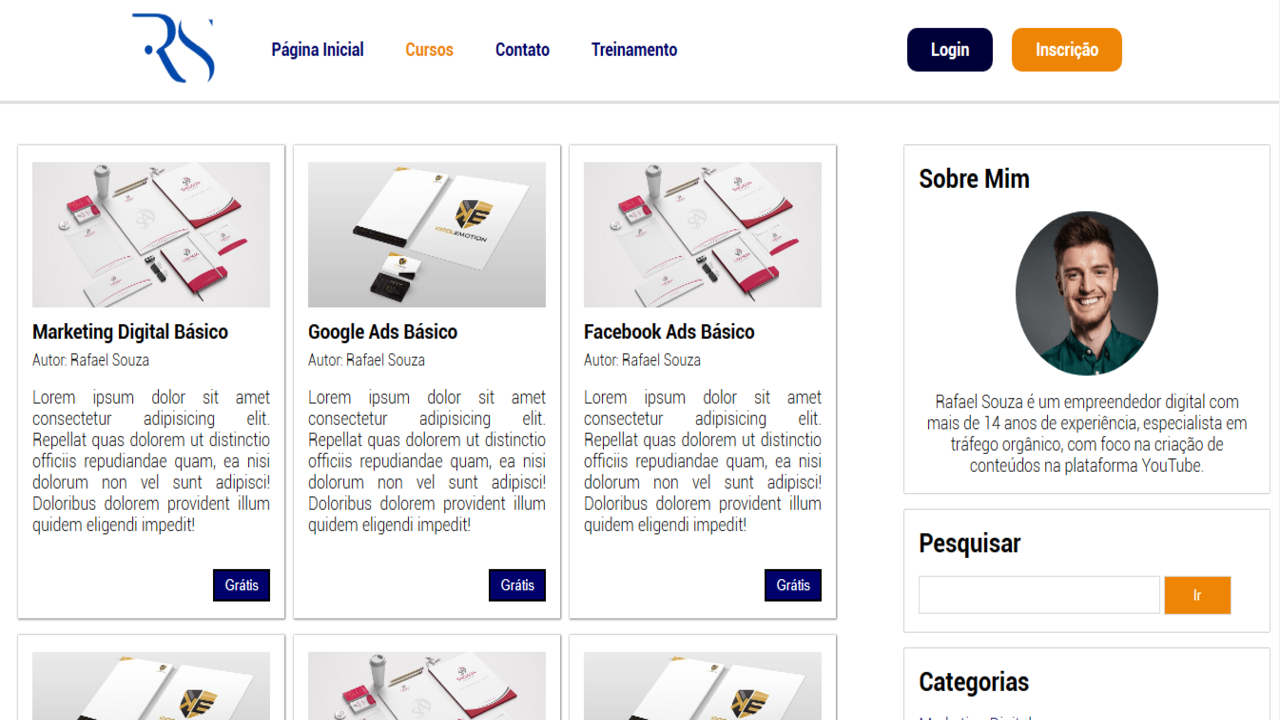 RS
Página Inicial
Cursos
Contato
Treinamento
Login
Inscrição
Marketing Digital Básico
Autor: Rafael Souza
Lorem ipsum dolor sit amet
consectetur adipisicing elit.
Repellat quas dolorem ut distinctio
officiis repudiandae quam, ea nisi
dolorum non vel sunt adipisci!
Doloribus dolorem provident illum
quidem eligendi impedit!
Grátis
Google Ads Básico
Autor: Rafael Souza
Lorem ipsum dolor sit amet
consectetur adipisicing elit.
Repellat quas dolorem ut distinctio
officiis repudiandae quam, ea nisi
dolorum non vel sunt adipisci!
Doloribus dolorem provident illum
quidem eligendi impedit!
Grátis
Facebook Ads Básico
Autor: Rafael Souza
Lorem ipsum dolor sit amet
consectetur adipisicing elit.
Repellat quas dolorem ut distinctio
officiis repudiandae quam, ea nisi
dolorum non vel sunt adipisci!
Doloribus dolorem provident illum
quidem eligendi impedit!
Grátis
Sobre Mim
Rafael Souza é um empreendedor digital com
mais de 14 anos de experiência, especialista em
tráfego orgânico, com foco na criação de
conteúdos na plataforma YouTube.
Pesquisar
Ir
Categorias